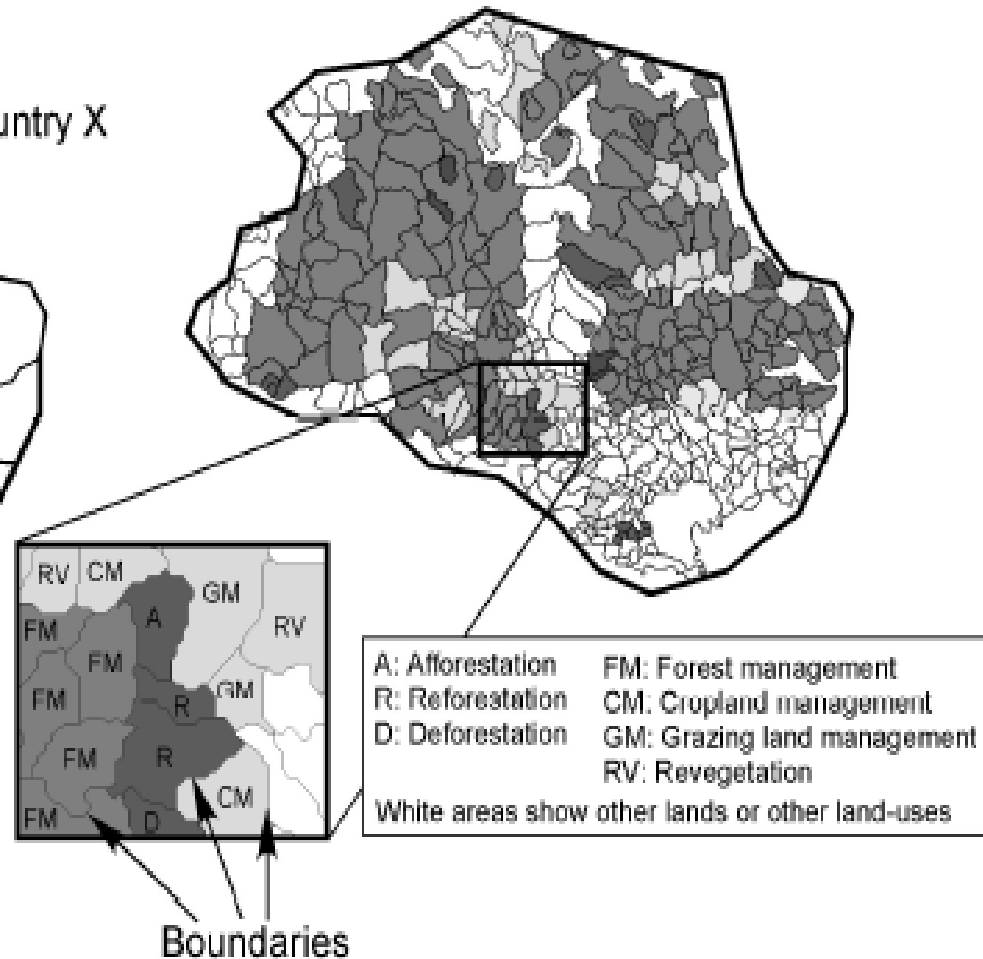 untry X
RV CM
GM
A
FM
RV
FM
FM
GM
R
FM
R
CM
FM
D
A: Afforestation
R: Reforestation
D: Deforestation
FM: Forest management
CM: Cropland management
GM: Grazing land management
RV: Revegetation
White areas show other lands or other land-uses
Boundaries